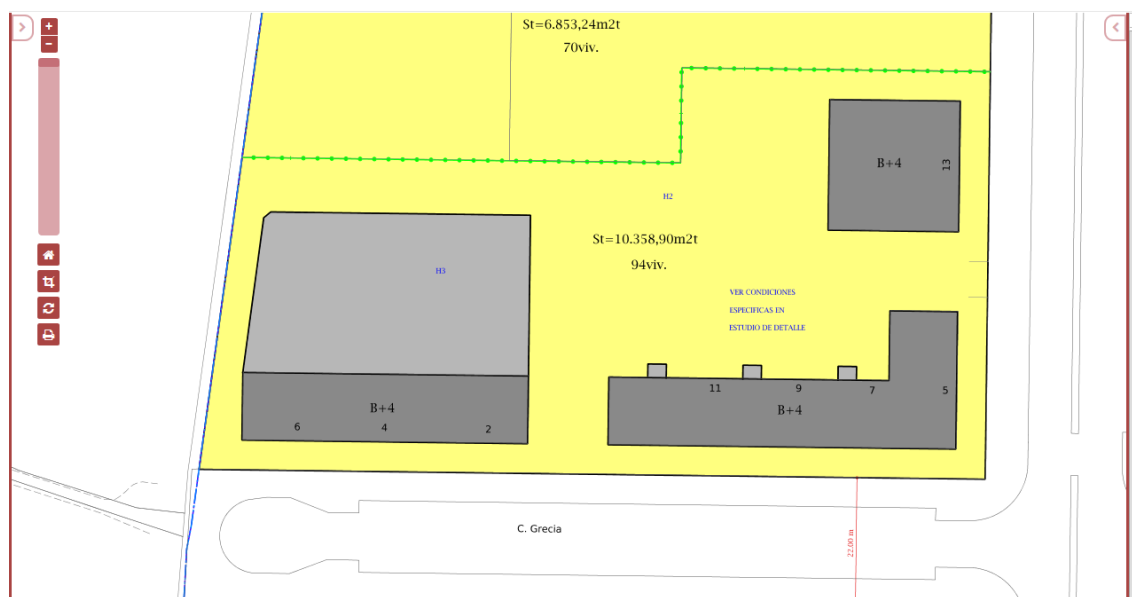 St=6.853,24m2t
70viv.
B+4
13
H2
St=10.358,90m2t
94viv.
H3
VER CONDICIONES
ESPECIFICAS EN
ESTUDIO DE DETALLE
B+4
6
4
2
11
9
7
5
B+4
C. Grecia
22.00 m